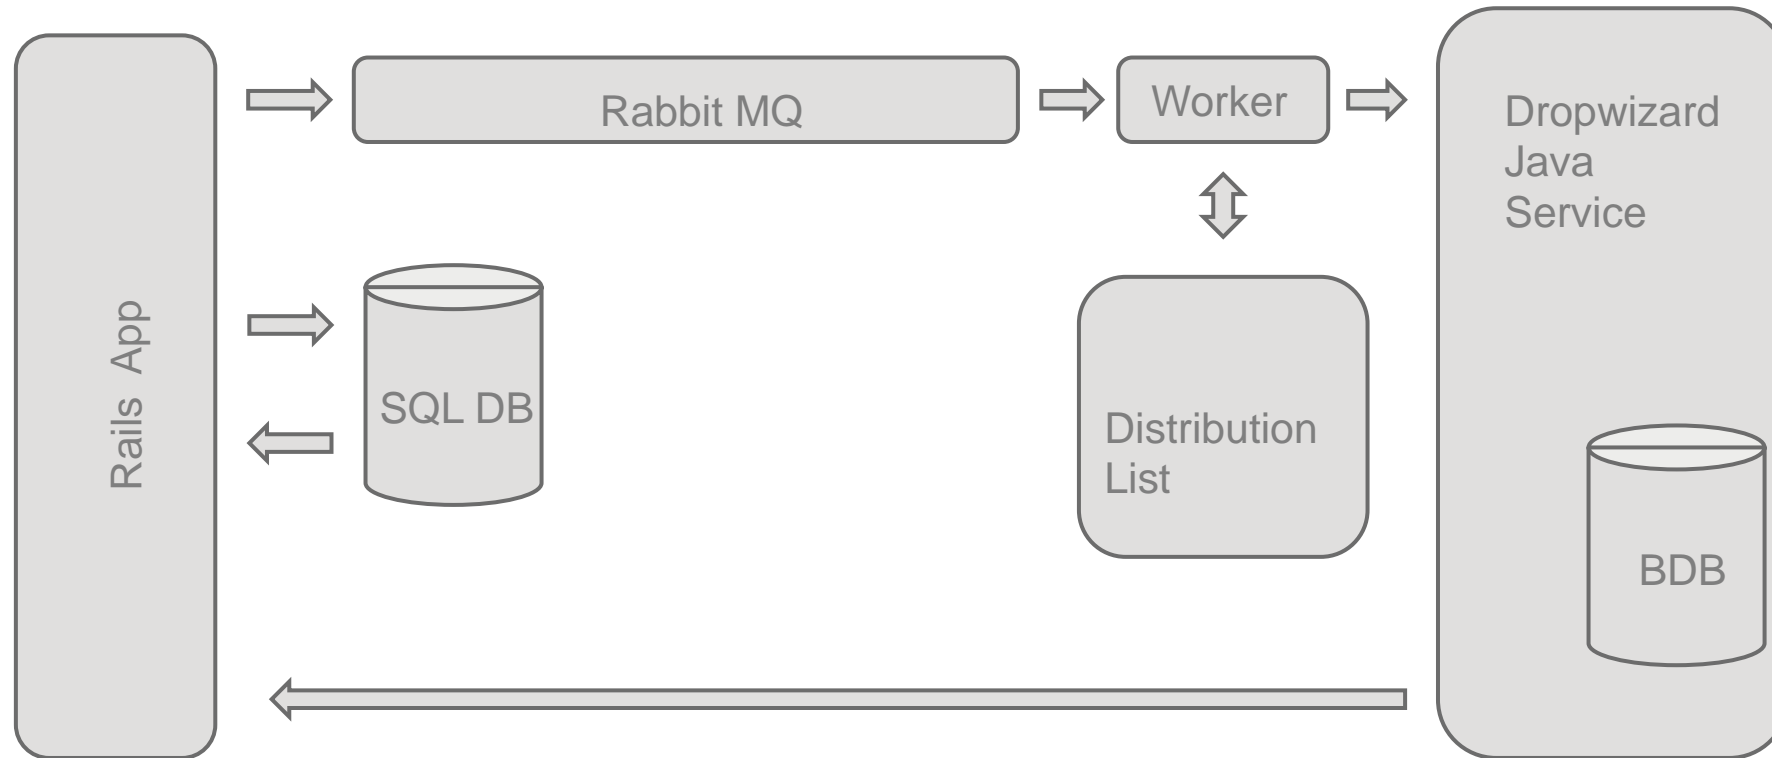 Rabbit MQ
Worker
Dropwizard
Java
Service
Rails App
SQL DB
Distribution
List
BDB